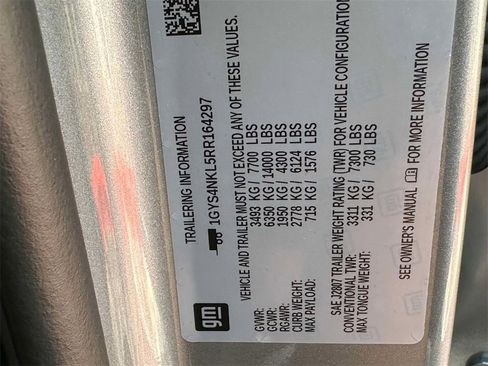 TRAILERING INFORMATION
1GYS4NKL5RR164297
VEHICLE AND TRAILER MUST NOT EXCEED ANY OF THESE VALUES.
GVWR: 3493 KG / 7700 LBS
GCWR: 6350 KG / 14000 LBS
RGAWR: 1950 KG / 4300 LBS
CURB WEIGHT: 2778 KG / 6124 LBS
MAX PAYLOAD: 715 KG / 1576 LBS
SAE J2807 TRAILER WEIGHT RATING (TWR) FOR VEHICLE CONFIGURATION
CONVENTIONAL TWR: 3311 KG / 7300 LBS
MAX TONGUE WEIGHT: 331 KG / 730 LBS
SEE OWNER'S MANUAL FOR MORE INFORMATION
gm